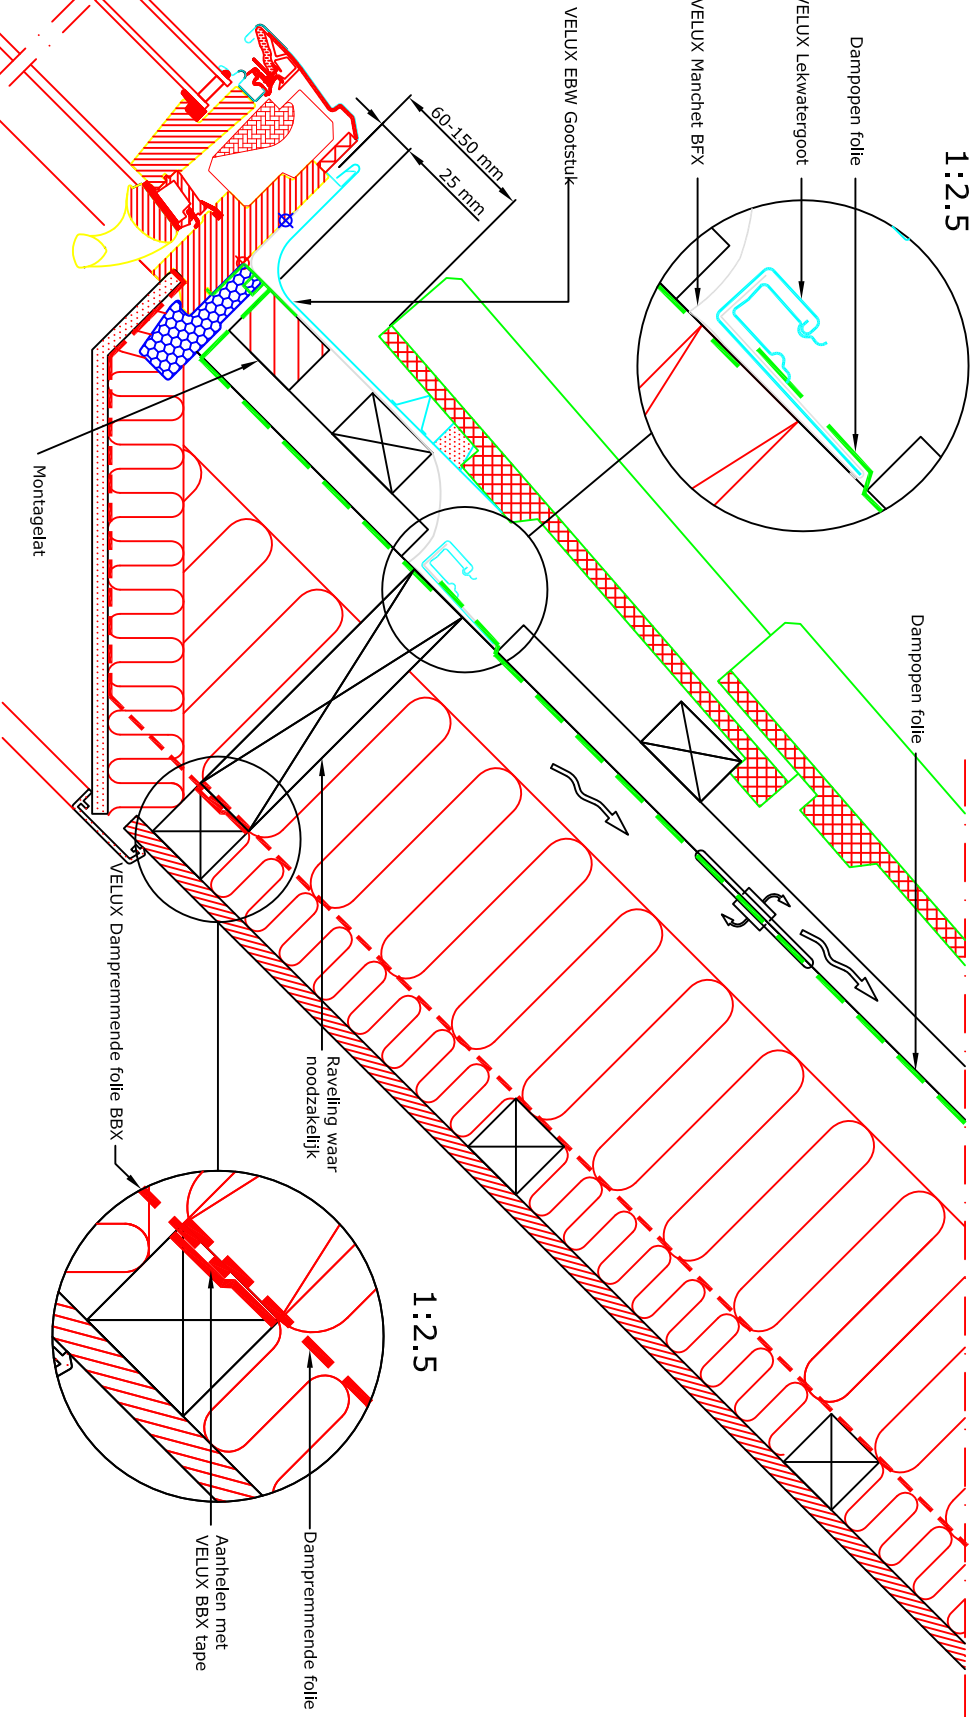 1:2.5
Dampopen folie
VELUX Lekwatergoot
VELUX Manchet BFX
VELUX EBW Gootstuk
60-150 mm
25 mm
Montagelat
Dampopen folie
Raveling waar
noodzakelijk
VELUX Dampremmende folie BBX
1:2.5
Dampremmende folie
Aanhelen met
VELUX BBX tape